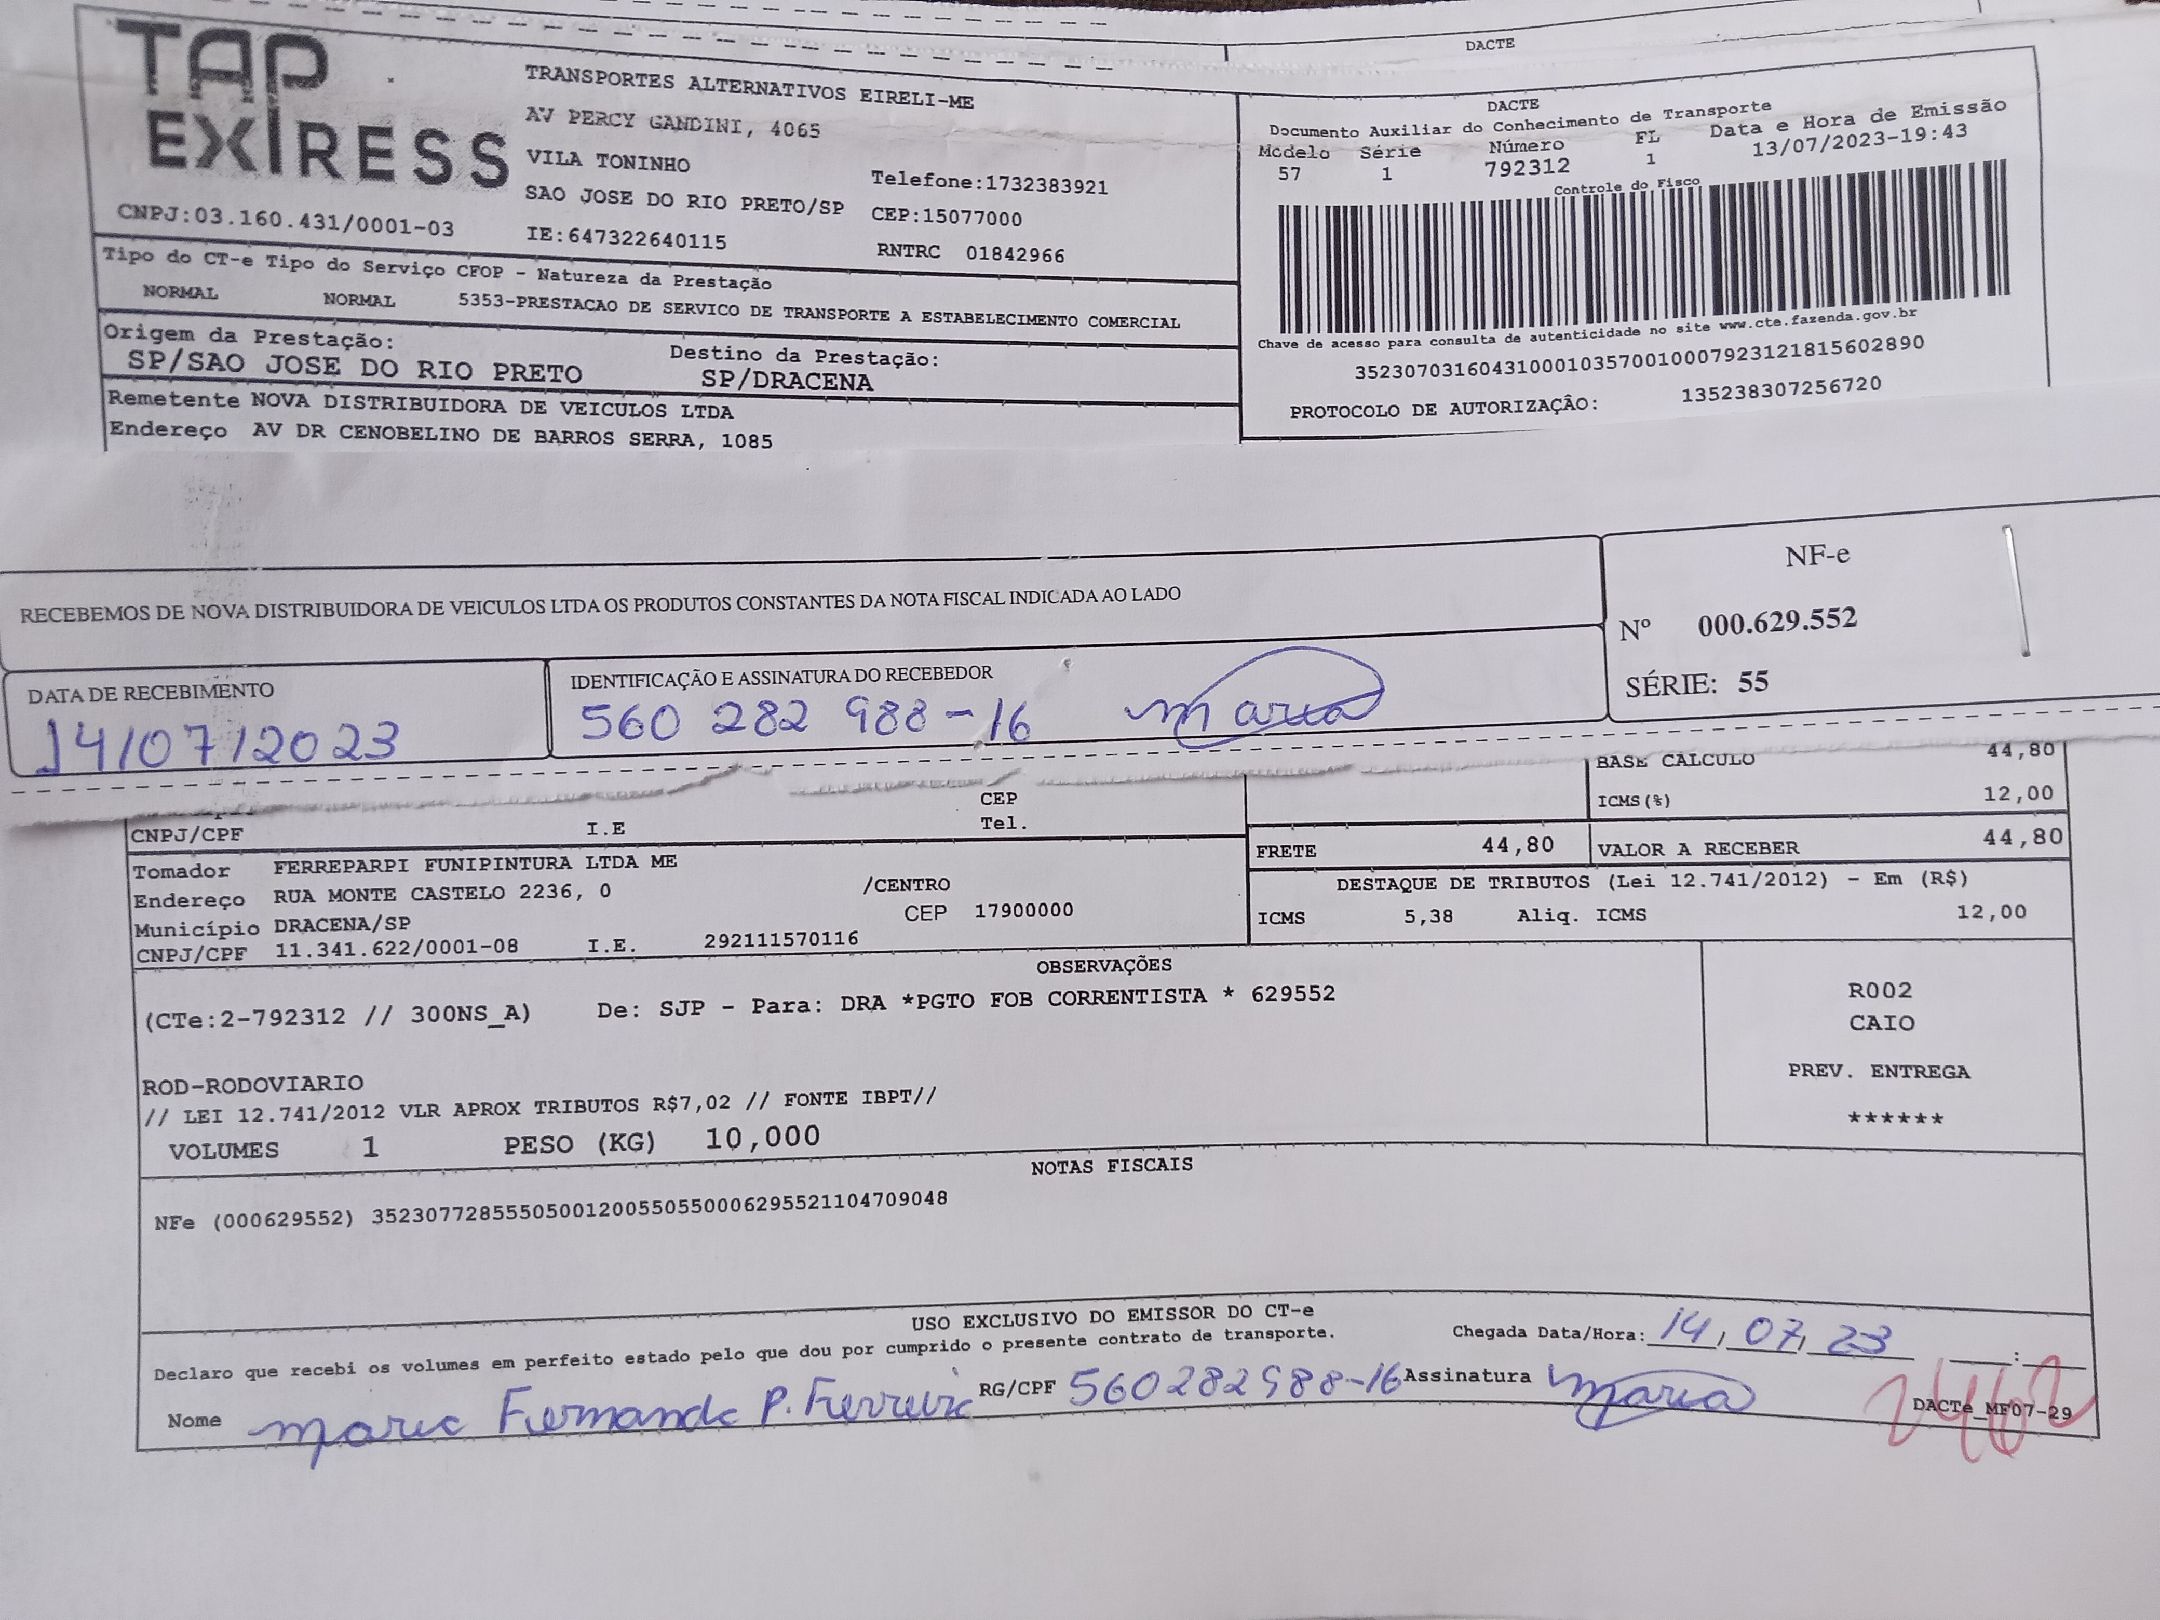 DACTE
TAP
EXPRESS
TRANSPORTES ALTERNATIVOS EIRELI-ME
AV PERCY GANDINI, 4065
VILA TONINHO
Telefone:1732383921
SAO JOSE DO RIO PRETO/SP CEP:15077000
CNPJ:03.160.431/0001-03
IE:647322640115 RNTRC 01842966
DACTE
Documento Auxiliar do Conhecimento de Transporte
Modelo Série Número FL Data e Hora de Emissão
57 1 792312 1 13/07/2023-19:43
Controle do Fisco
Chave de acesso para consulta de autenticidade no site www.cte.fazenda.gov.br
35230703160431000103570010007923121815602890
PROTOCOLO DE AUTORIZAÇÂO: 135238307256720
Tipo do CT-e Tipo do Serviço CFOP - Natureza da Prestação
NORMAL NORMAL 5353-PRESTACAO DE SERVICO DE TRANSPORTE A ESTABELECIMENTO COMERCIAL
Origem da Prestação: Destino da Prestação:
SP/SAO JOSE DO RIO PRETO SP/DRACENA
Remetente NOVA DISTRIBUIDORA DE VEICULOS LTDA
Endereço AV DR CENOBELINO DE BARROS SERRA, 1085
RECEBEMOS DE NOVA DISTRIBUIDORA DE VEICULOS LTDA OS PRODUTOS CONSTANTES DA NOTA FISCAL INDICADA AO LADO
NF-e
Nº 000.629.552
SÉRIE: 55
DATA DE RECEBIMENTO IDENTIFICAÇÃO E ASSINATURA DO RECEBEDOR
14/07/2023 560 282 988-16 Maria
BASE CALCULO 44,80
CEP ICMS(%) 12,00
CNPJ/CPF I.E Tel.
FRETE 44,80 VALOR A RECEBER 44,80
Tomador FERREPARPI FUNIPINTURA LTDA ME
Endereço RUA MONTE CASTELO 2236, 0 /CENTRO
Município DRACENA/SP CEP 17900000
CNPJ/CPF 11.341.622/0001-08 I.E. 292111570116
DESTAQUE DE TRIBUTOS (Lei 12.741/2012) - Em (R$)
ICMS 5,38 Aliq. ICMS 12,00
OBSERVAÇÕES
(CTe:2-792312 // 300NS_A) De: SJP - Para: DRA *PGTO FOB CORRENTISTA * 629552
R002
CAIO
PREV. ENTREGA
******
ROD-RODOVIARIO
// LEI 12.741/2012 VLR APROX TRIBUTOS R$7,02 // FONTE IBPT//
VOLUMES 1 PESO (KG) 10,000
NOTAS FISCAIS
NFe (000629552) 35230772855505001200550550006295521104709048
USO EXCLUSIVO DO EMISSOR DO CT-e
Declaro que recebi os volumes em perfeito estado pelo que dou por cumprido o presente contrato de transporte.
Chegada Data/Hora: 14/07/23 :
Nome Maria Fernanda P. Ferreira RG/CPF 560282988-16 Assinatura Maria
DACTe_MF07-29